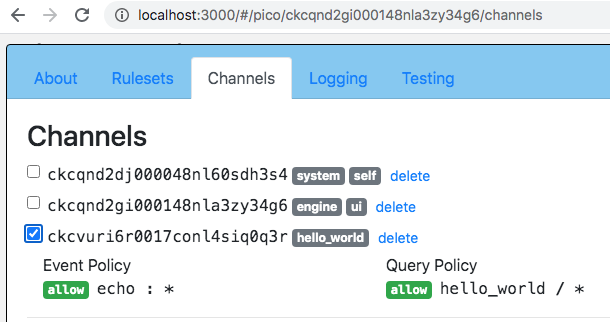 localhost:3000/#/pico/ckcqnd2gi000148nla3zy34g6/channels
About Rulesets Channels Logging Testing
Channels
ckcqnd2dj000048nl60sdh3s4 system self delete
ckcqnd2gi000148nla3zy34g6 engine ui delete
ckcvuri6r0017conl4siq0q3r hello_world delete
Event Policy Query Policy
allow echo : * allow hello_world / *